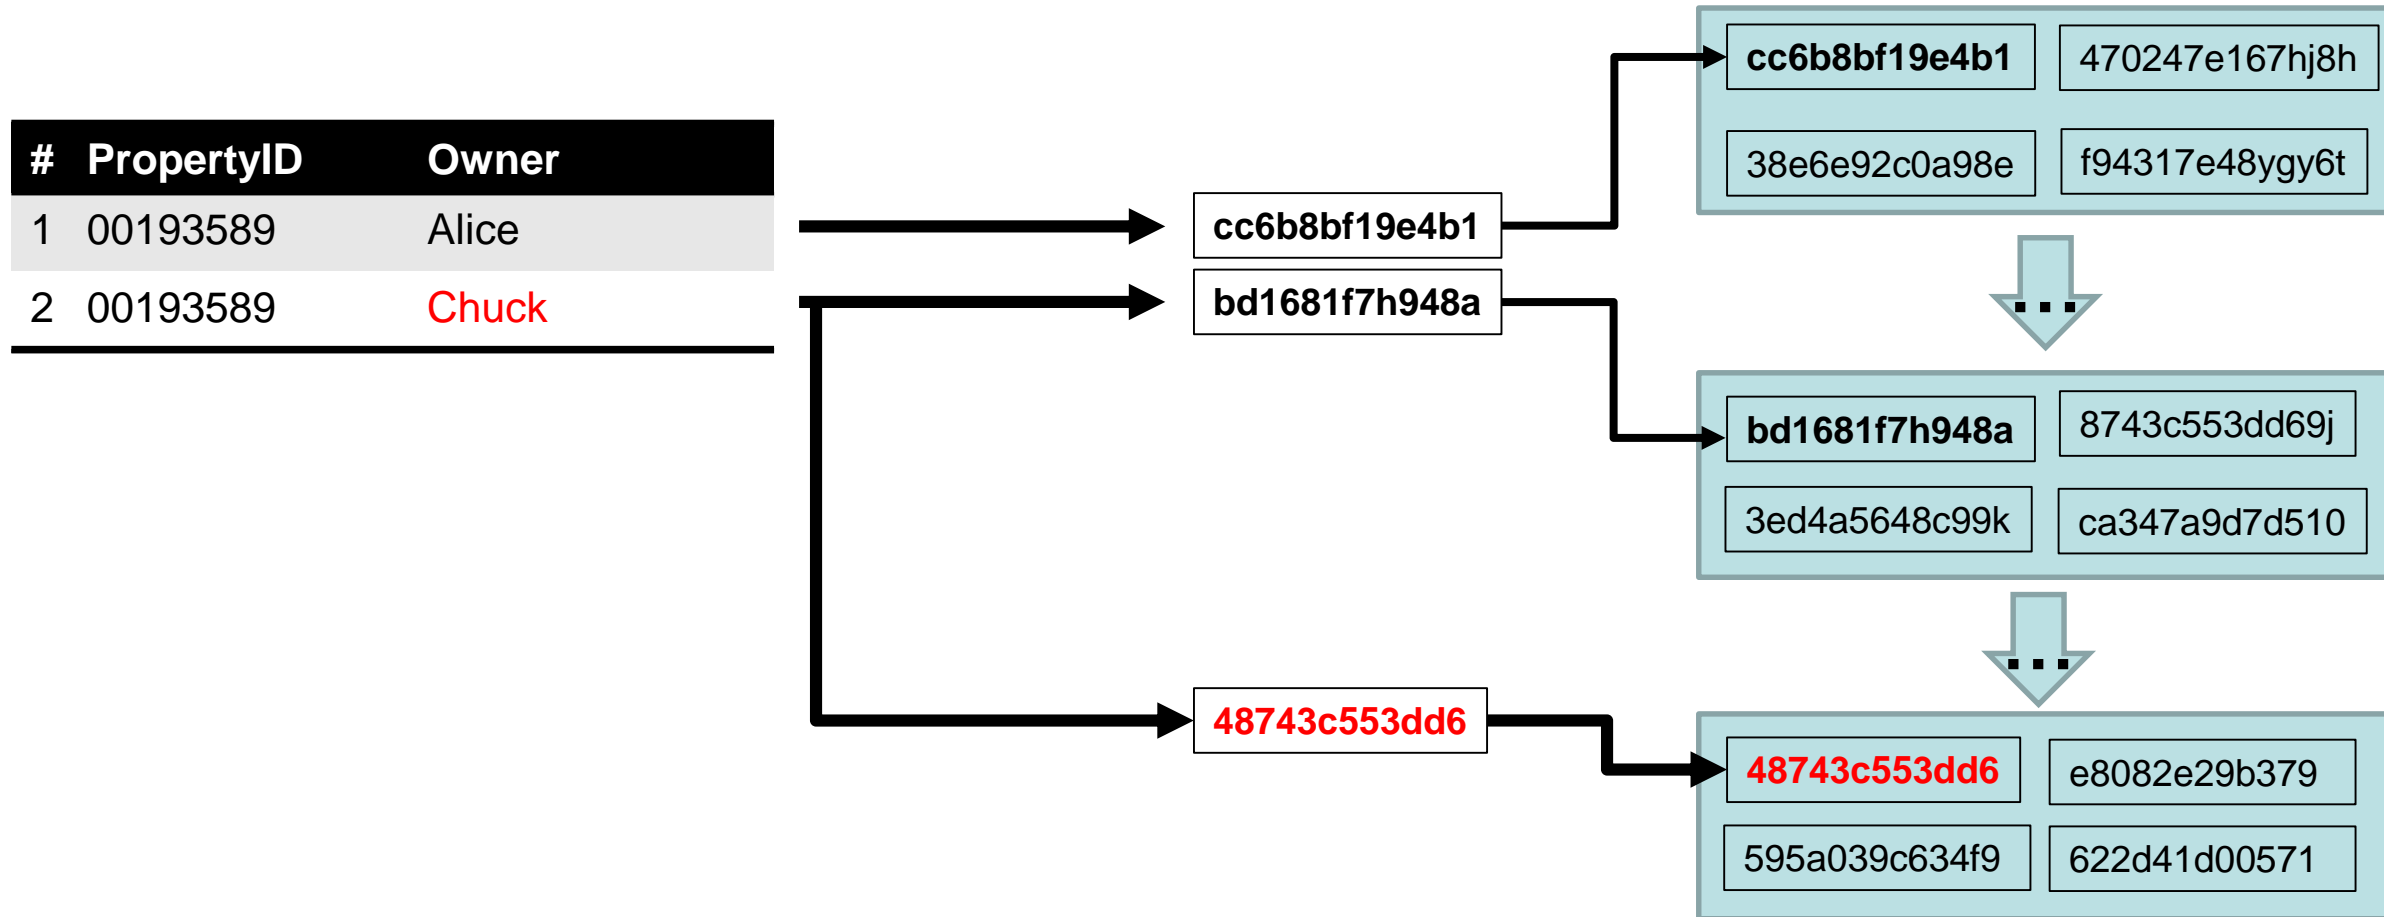 # PropertyID Owner
1 00193589 Alice
2 00193589 Chuck
cc6b8bf19e4b1
bd1681f7h948a
48743c553dd6
cc6b8bf19e4b1 470247e167hj8h
38e6e92c0a98e f94317e48ygy6t
...
bd1681f7h948a 8743c553dd69j
3ed4a5648c99k ca347a9d7d510
...
48743c553dd6 e8082e29b379
595a039c634f9 622d41d00571